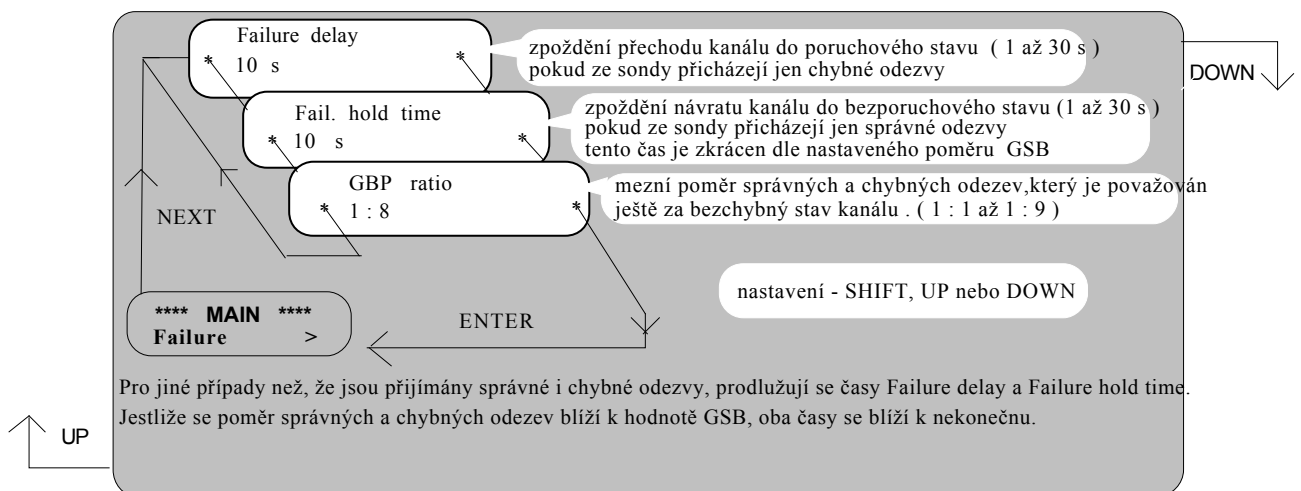 Failure delay
* 10 s *
zpoždění přechodu kanálu do poruchového stavu ( 1 až 30 s )
pokud ze sondy přicházejí jen chybné odezvy
DOWN
Fail. hold time
* 10 s *
zpoždění návratu kanálu do bezporuchového stavu (1 až 30 s )
pokud ze sondy přicházejí jen správné odezvy
tento čas je zkrácen dle nastaveného poměru GSB
GBP ratio
* 1 : 8 *
mezní poměr správných a chybných odezev,který je považován
ještě za bezchybný stav kanálu . ( 1 : 1 až 1 : 9 )
NEXT
nastavení - SHIFT, UP nebo DOWN
**** MAIN ****
Failure >
ENTER
Pro jiné případy než, že jsou přijímány správné i chybné odezvy, prodlužují se časy Failure delay a Failure hold time.
Jestliže se poměr správných a chybných odezev blíží k hodnotě GSB, oba časy se blíží k nekonečnu.
UP